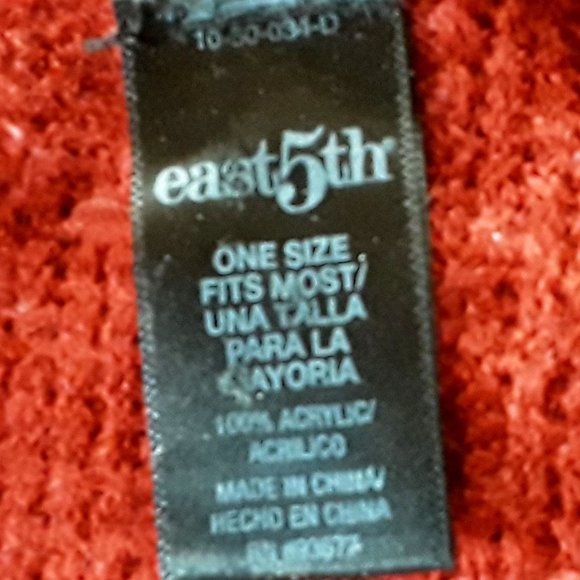 east5th
ONE SIZE
FITS MOST/
UNA TALLA
PARA LA
MAYORIA
100% ACRYLIC/
ACRILICO
MADE IN CHINA/
HECHO EN CHINA